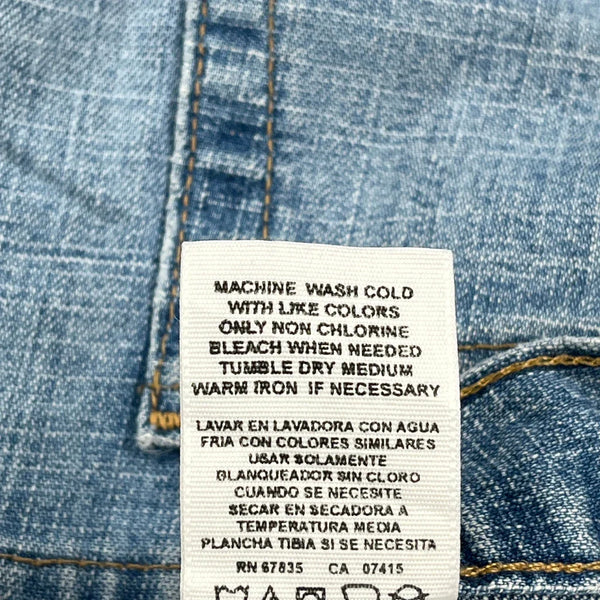 MACHINE WASH COLD
WITH LIKE COLORS
ONLY NON CHLORINE
BLEACH WHEN NEEDED
TUMBLE DRY MEDIUM
WARM IRON IF NECESSARY
LAVAR EN LAVADORA CON AGUA
FRIA CON COLORES SIMILARES
USAR SOLAMENTE
BLANQUEADOR SIN CLORO
CUANDO SE NECESITE
SECAR EN SECADORA A
TEMPERATURA MEDIA
PLANCHA TIBIA SI SE NECESITA
RN 67835 CA 07415